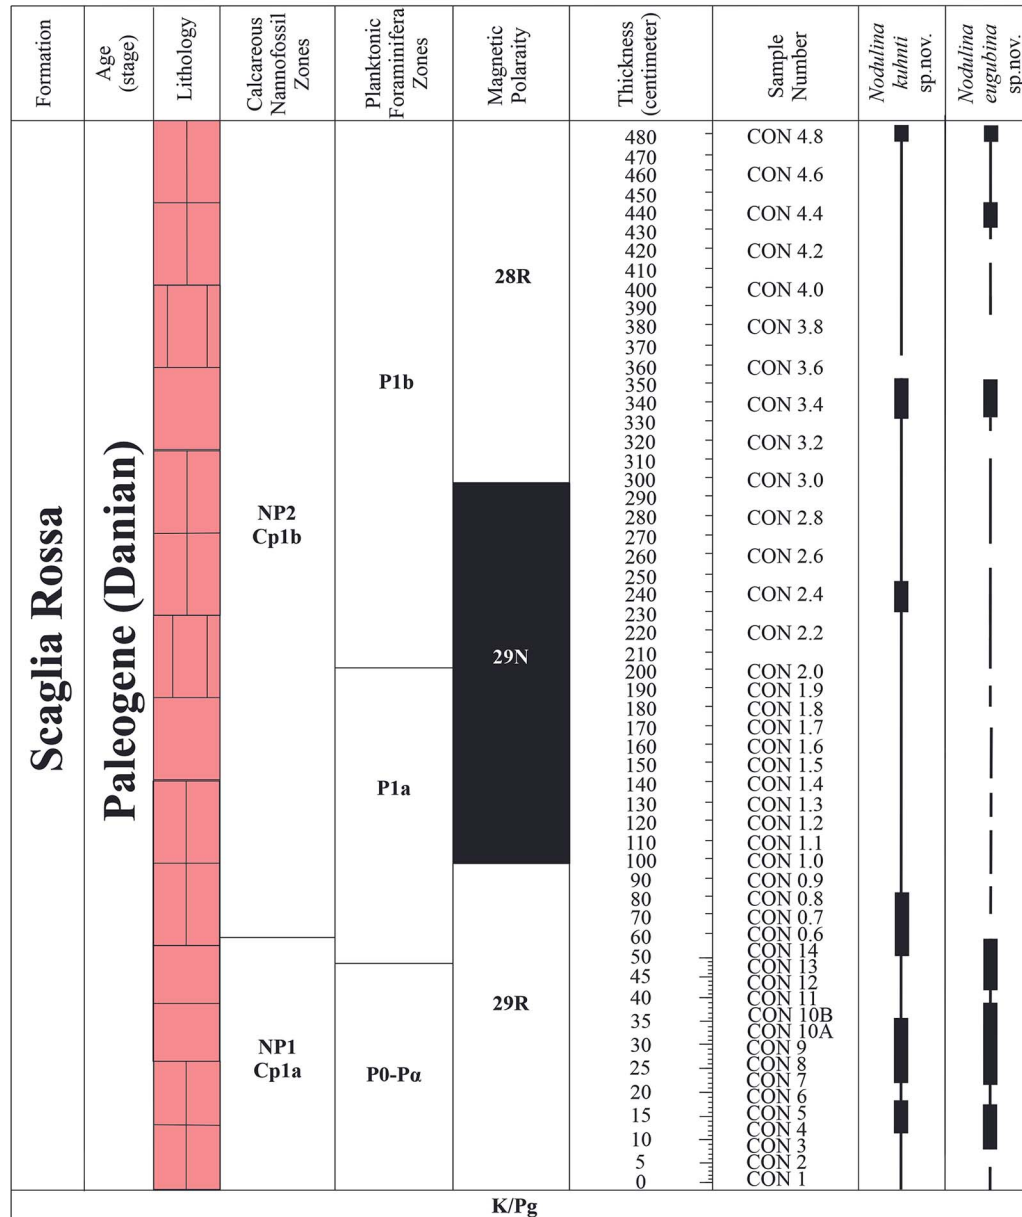 Formation
Age
(stage)
Lithology
Calcareous
Nannofossil
Zones
Planktonic
Foraminifera
Zones
Magnetic
Polaraity
Thickness
(centimeter)
Sample
Number
Nodulina
kuhnti
sp.nov.
Nodulina
eugubina
sp.nov.
Scaglia Rossa
Paleogene (Danian)
NP2
Cp1b
NP1
Cp1a
P1b
P1a
P0-Pα
28R
29N
29R
480
470
460
450
440
430
420
410
400
390
380
370
360
350
340
330
320
310
300
290
280
270
260
250
240
230
220
210
200
190
180
170
160
150
140
130
120
110
100
90
80
70
60
50
45
40
35
30
25
20
15
10
5
0
CON 4.8
CON 4.6
CON 4.4
CON 4.2
CON 4.0
CON 3.8
CON 3.6
CON 3.4
CON 3.2
CON 3.0
CON 2.8
CON 2.6
CON 2.4
CON 2.2
CON 2.0
CON 1.9
CON 1.8
CON 1.7
CON 1.6
CON 1.5
CON 1.4
CON 1.3
CON 1.2
CON 1.1
CON 1.0
CON 0.9
CON 0.8
CON 0.7
CON 0.6
CON 14
CON 13
CON 12
CON 11
CON 10B
CON 10A
CON 9
CON 8
CON 7
CON 6
CON 5
CON 4
CON 3
CON 2
CON 1
K/Pg